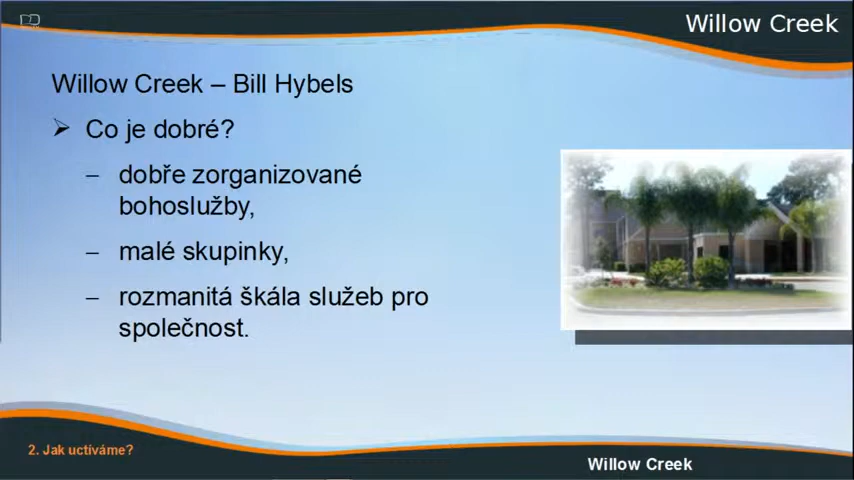 Willow Creek
Willow Creek – Bill Hybels
➢ Co je dobré?
– dobře zorganizované
bohoslužby,
– malé skupinky,
– rozmanitá škála služeb pro
společnost.
2. Jak uctíváme?
Willow Creek